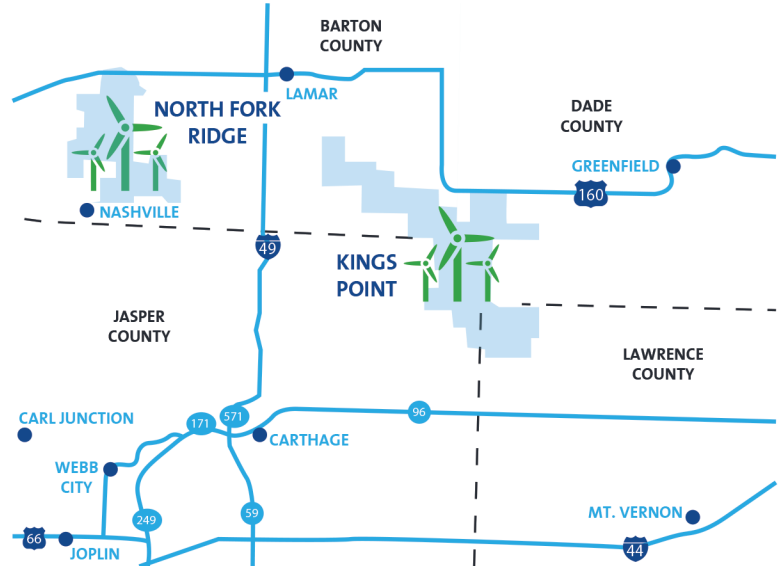 BARTON
COUNTY
LAMAR
NORTH FORK
RIDGE
DADE
COUNTY
GREENFIELD
160
NASHVILLE
49
KINGS
POINT
JASPER
COUNTY
LAWRENCE
COUNTY
CARL JUNCTION
171
571
96
CARTHAGE
WEBB
CITY
249
59
MT. VERNON
66
JOPLIN
44